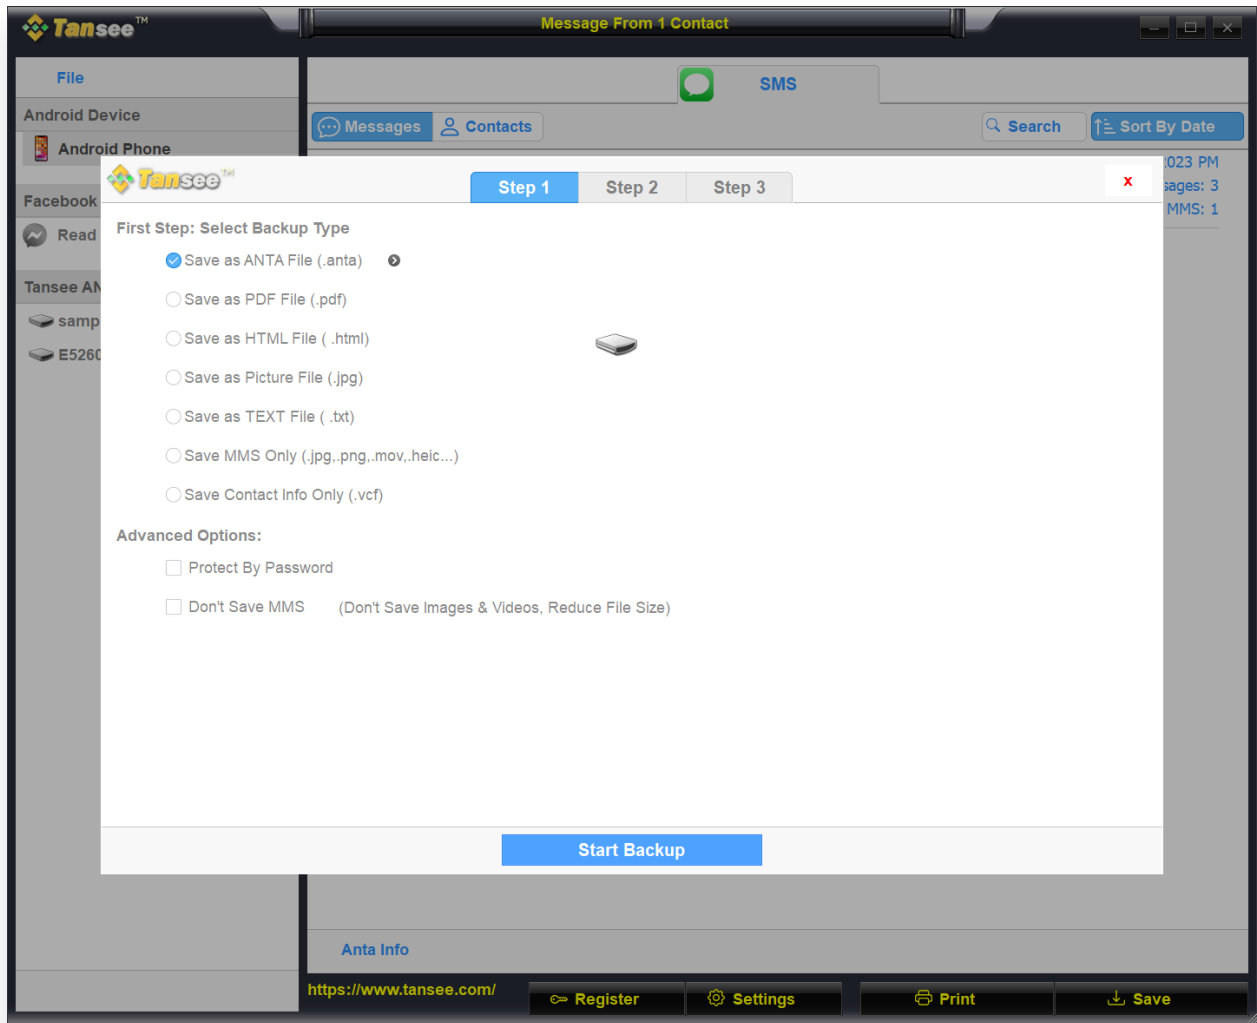 Tansee™
Message From 1 Contact
File
SMS
Android Device
Messages
Contacts
Search
Sort By Date
Android Phone
023 PM
Tansee™
Step 1
Step 2
Step 3
x
sages: 3
Facebook
MMS: 1
First Step: Select Backup Type
Read
Save as ANTA File (.anta)
Tansee AN
Save as PDF File (.pdf)
samp
Save as HTML File ( .html)
E5260
Save as Picture File (.jpg)
Save as TEXT File ( .txt)
Save MMS Only (.jpg,.png,.mov,.heic...)
Save Contact Info Only (.vcf)
Advanced Options:
Protect By Password
Don't Save MMS (Don't Save Images & Videos, Reduce File Size)
Start Backup
Anta Info
https://www.tansee.com/
Register
Settings
Print
Save